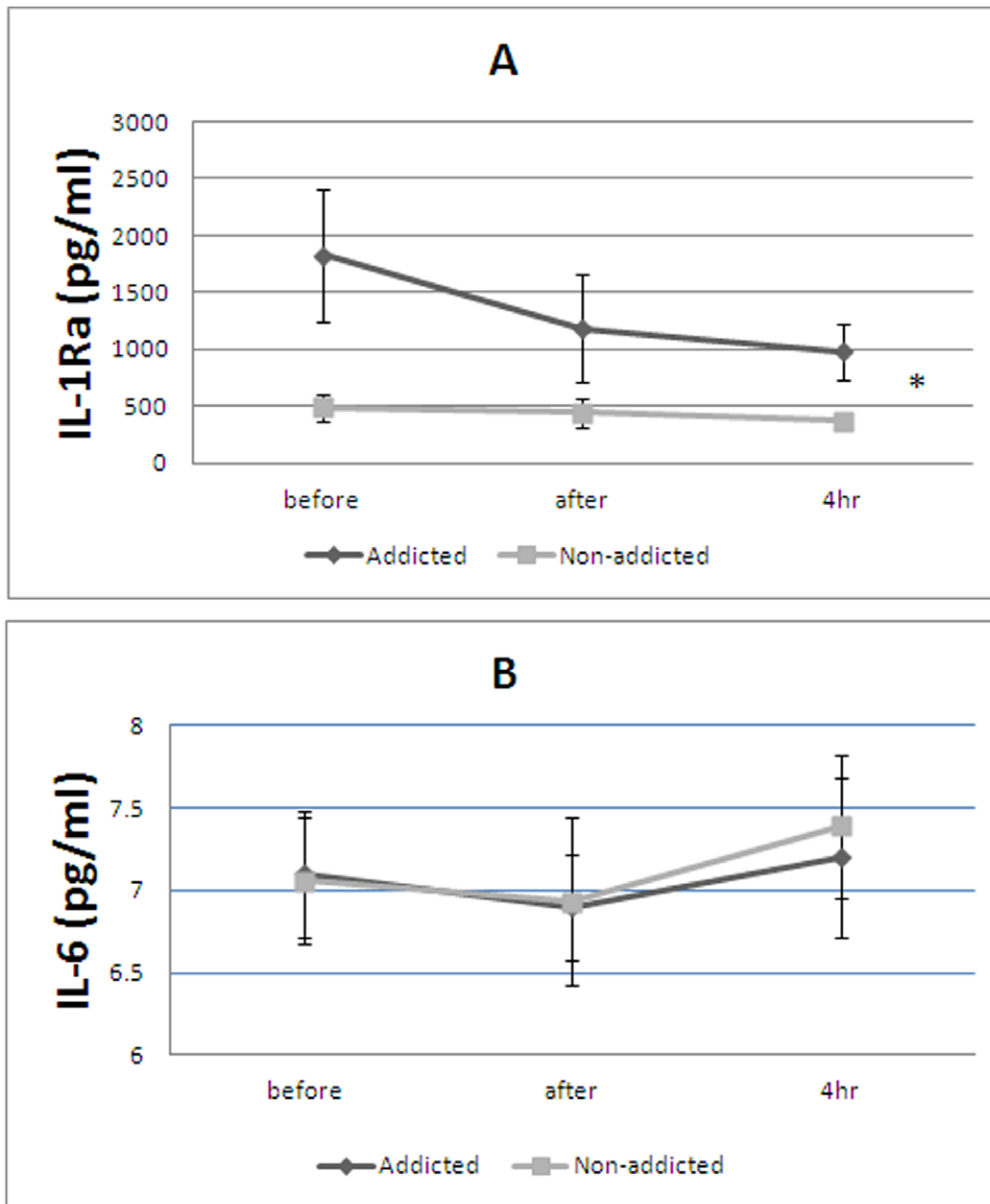 A
IL-1Ra (pg/ml)
3000
2500
2000
1500
1000
500
0
*
before after 4hr
Addicted Non-addicted
B
IL-6 (pg/ml)
8
7.5
7
6.5
6
before after 4hr
Addicted Non-addicted